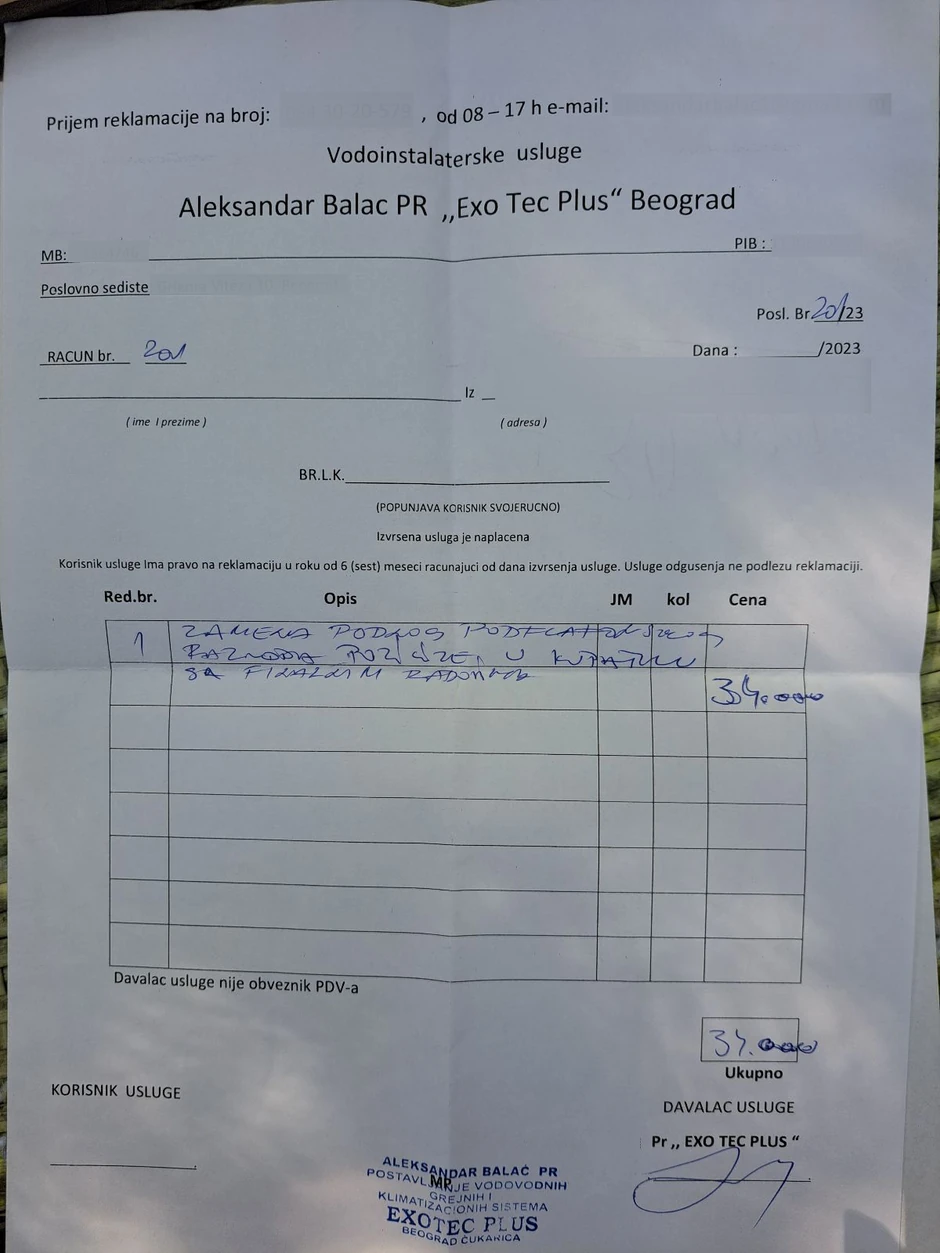 Prijem reklamacije na broj: , od 08 – 17 h e-mail:
Vodoinstalaterske usluge
Aleksandar Balac PR „Exo Tec Plus“ Beograd
MB: PIB :
Poslovno sediste
Posl. Br 201/23
RACUN br. 201 Dana : /2023
Iz
( ime I prezime ) ( adresa )
BR.L.K.
(POPUNJAVA KORISNIK SVOJERUCNO)
Izvrsena usluga je naplacena
Korisnik usluge Ima pravo na reklamaciju u roku od 6 (sest) meseci racunajuci od dana izvrsenja usluge. Usluge odgusenja ne podlezu reklamaciji.
Red.br. Opis JM kol Cena
1 ZAMENA
U KUPATILU
SA FINALNIM RADOVIMA 34.000
Davalac usluge nije obveznik PDV-a
34.000
Ukupno
KORISNIK USLUGE
DAVALAC USLUGE
Pr „ EXO TEC PLUS “
ALEKSANDAR BALAĆ PR
POSTAVLJANJE VODOVODNIH
GREJNIH I
KLIMATIZACIONIH SISTEMA
EXOTEC PLUS
BEOGRAD ČUKARICA
MP